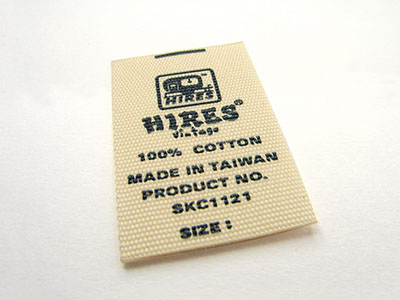 HIRES
HIRES®
Vintage
100% COTTON
MADE IN TAIWAN
PRODUCT NO.
SKC1121
SIZE :